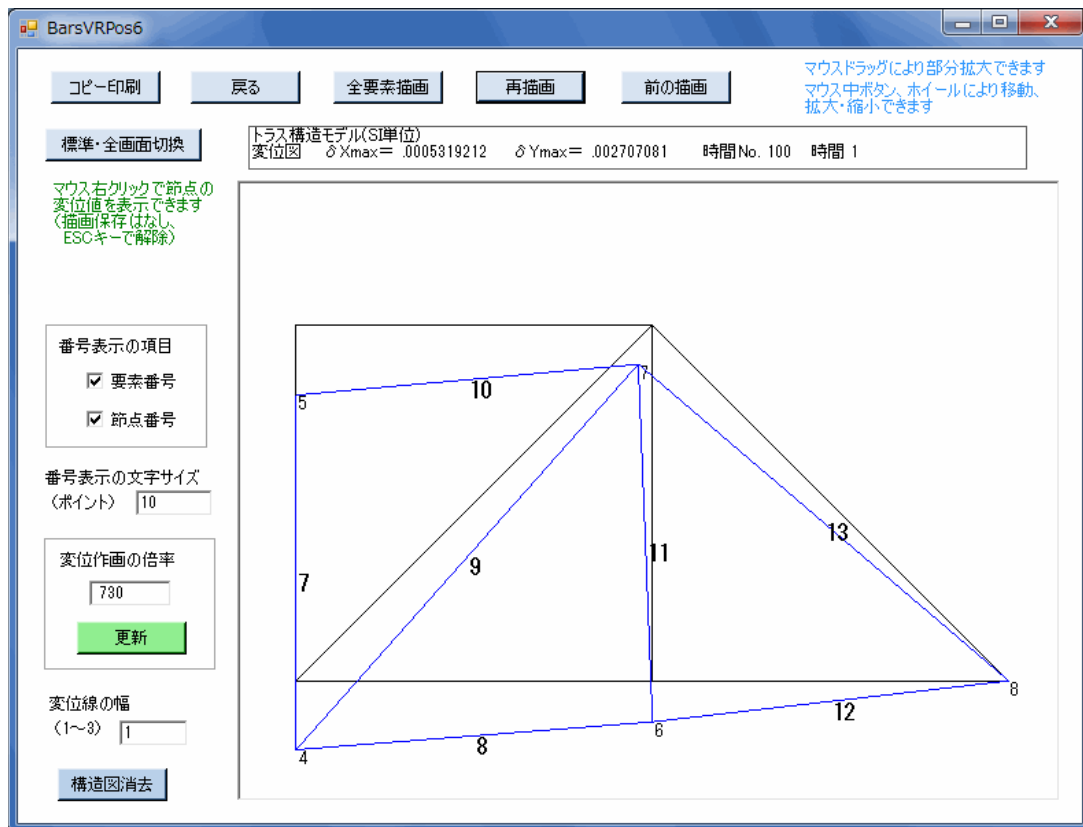 BarsVRPos6
コピー印刷
戻る
全要素描画
再描画
前の描画
マウスドラッグにより部分拡大できます
マウス中ボタン、ホイールにより移動、
拡大・縮小できます
標準・全画面切換
トラス構造モデル(SI単位)
変位図 δXmax= .0005319212 δYmax= .002707081 時間No. 100 時間 1
マウス右クリックで節点の
変位値を表示できます
(描画保存はなし、
ESCキーで解除)
番号表示の項目
要素番号
節点番号
番号表示の文字サイズ
(ポイント) 10
変位作画の倍率
730
更新
変位線の幅
(1~3) 1
構造図消去
5
10
7
7
9
11
13
8
12
6
8
4